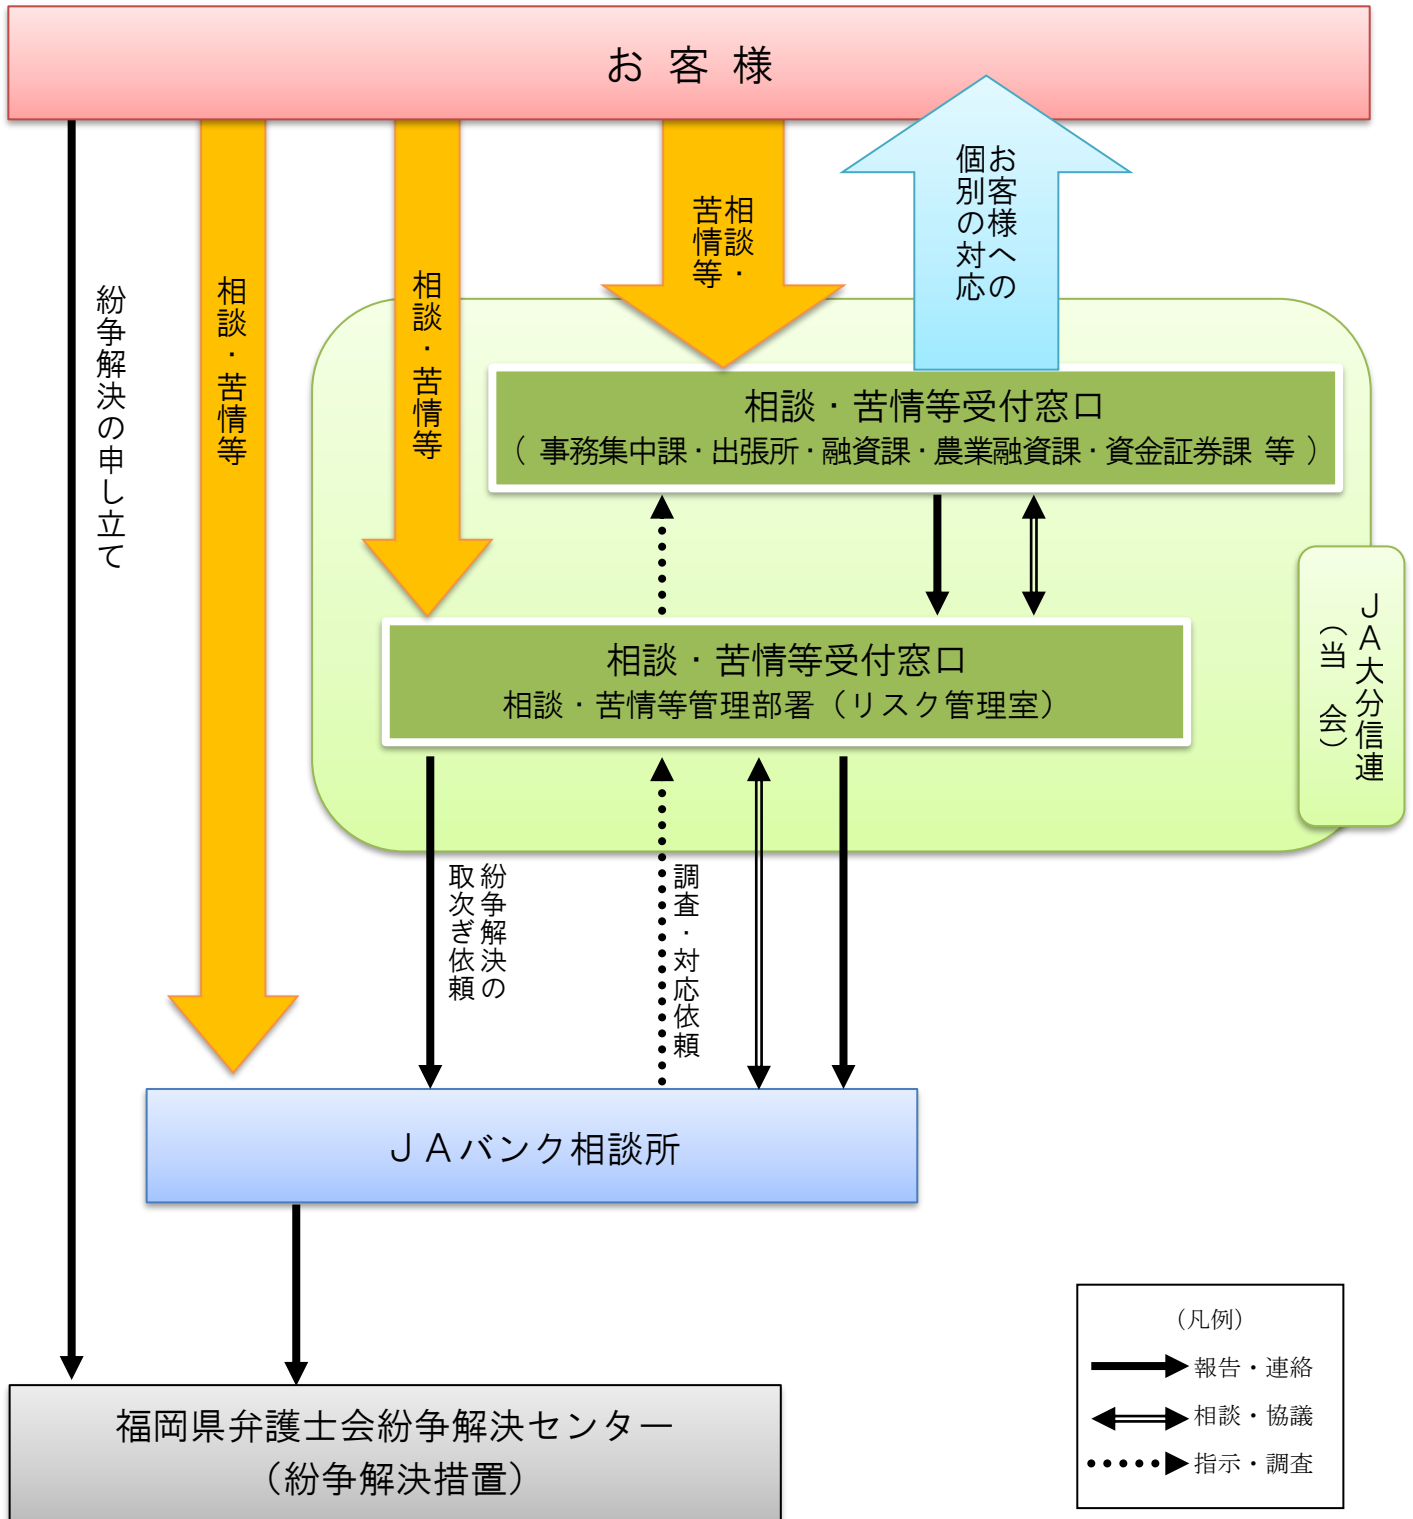 お 客 様
紛争解決の申し立て
相談・苦情等
相談・苦情等
相談・
苦情等
お客様への
個別の対応
相談・苦情等受付窓口
（ 事務集中課・出張所・融資課・農業融資課・資金証券課 等 ）
相談・苦情等受付窓口
相談・苦情等管理部署（リスク管理室）
ＪＡ大分信連
（当　会）
紛争解決の
取次ぎ依頼
調査・対応依頼
ＪＡバンク相談所
福岡県弁護士会紛争解決センター
（紛争解決措置）
（凡例）
報告・連絡
相談・協議
指示・調査